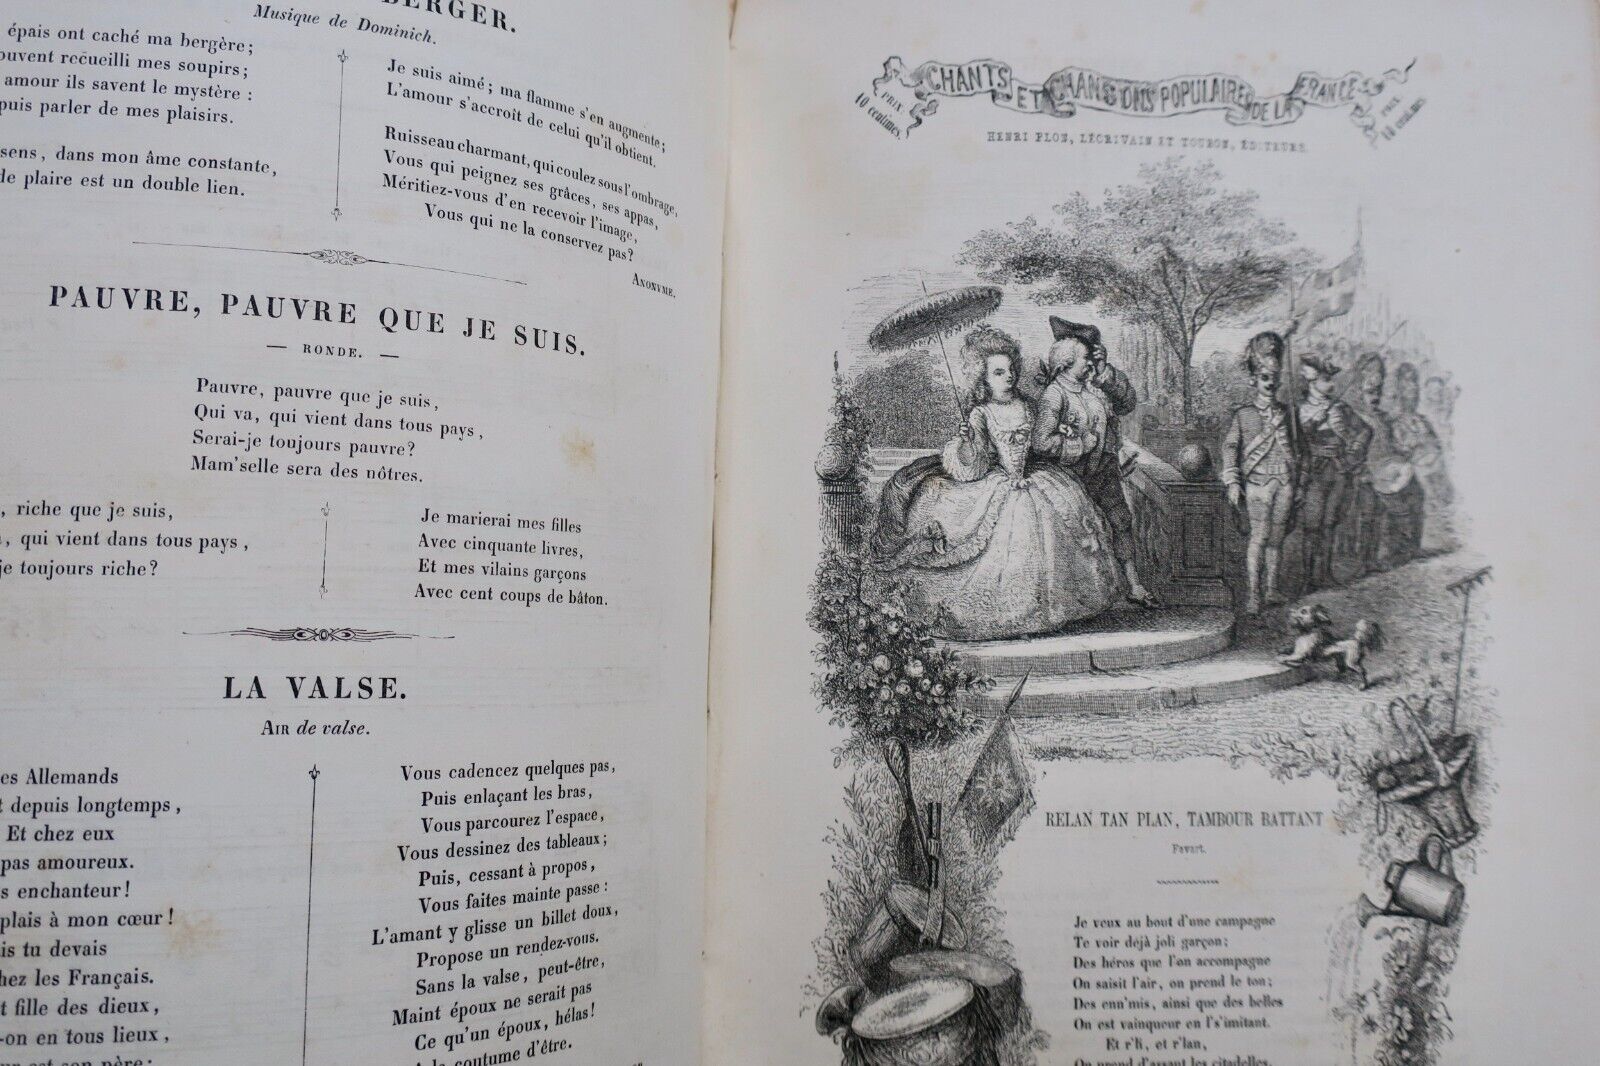 BERGER.
Musique de Dominich.
épais ont caché ma bergère;
ouvent recueilli mes soupirs;
amour ils savent le mystère :
puis parler de mes plaisirs.
sens, dans mon âme constante,
de plaire est un double lien.
Je suis aimé; ma flamme s'en augmente;
L'amour s'accroît de celui qu'il obtient.
Ruisseau charmant, qui coulez sous l'ombrage,
Vous qui peignez ses grâces, ses appas,
Méritiez-vous d'en recevoir l'image,
Vous qui ne la conservez pas?
ANONYME.
PAUVRE, PAUVRE QUE JE SUIS.
— RONDE. —
Pauvre, pauvre que je suis,
Qui va, qui vient dans tous pays,
Serai-je toujours pauvre?
Mam'selle sera des nôtres.
, riche que je suis,
, qui vient dans tous pays,
je toujours riche?
Je marierai mes filles
Avec cinquante livres,
Et mes vilains garçons
Avec cent coups de bâton.
LA VALSE.
AIR de valse.
es Allemands
t depuis longtemps,
Et chez eux
pas amoureux.
s enchanteur!
plais à mon cœur!
is tu devais
hez les Français.
t fille des dieux,
-on en tous lieux,
est son père;
Vous cadencez quelques pas,
Puis enlaçant les bras,
Vous parcourez l'espace,
Vous dessinez des tableaux;
Puis, cessant à propos,
Vous faites mainte passe :
L'amant y glisse un billet doux,
Propose un rendez-vous.
Sans la valse, peut-être,
Maint époux ne serait pas
Ce qu'un époux, hélas!
la coutume d'être.
CHANTS ET CHANSONS POPULAIRES DE LA FRANCE
PRIX 10 centimes
PRIX 10 centimes
HENRI PLON, LÉCRIVAIN ET TOUBON, ÉDITEURS.
RELAN TAN PLAN, TAMBOUR BATTANT
Favart.
Je veux au bout d'une campagne
Te voir déjà joli garçon;
Des héros que l'on accompagne
On saisit l'air, on prend le ton;
Des enn'mis, ainsi que des belles
On est vainqueur en l's'imitant.
Et r'li, et r'lan,
On prend d'assaut les citadelles,